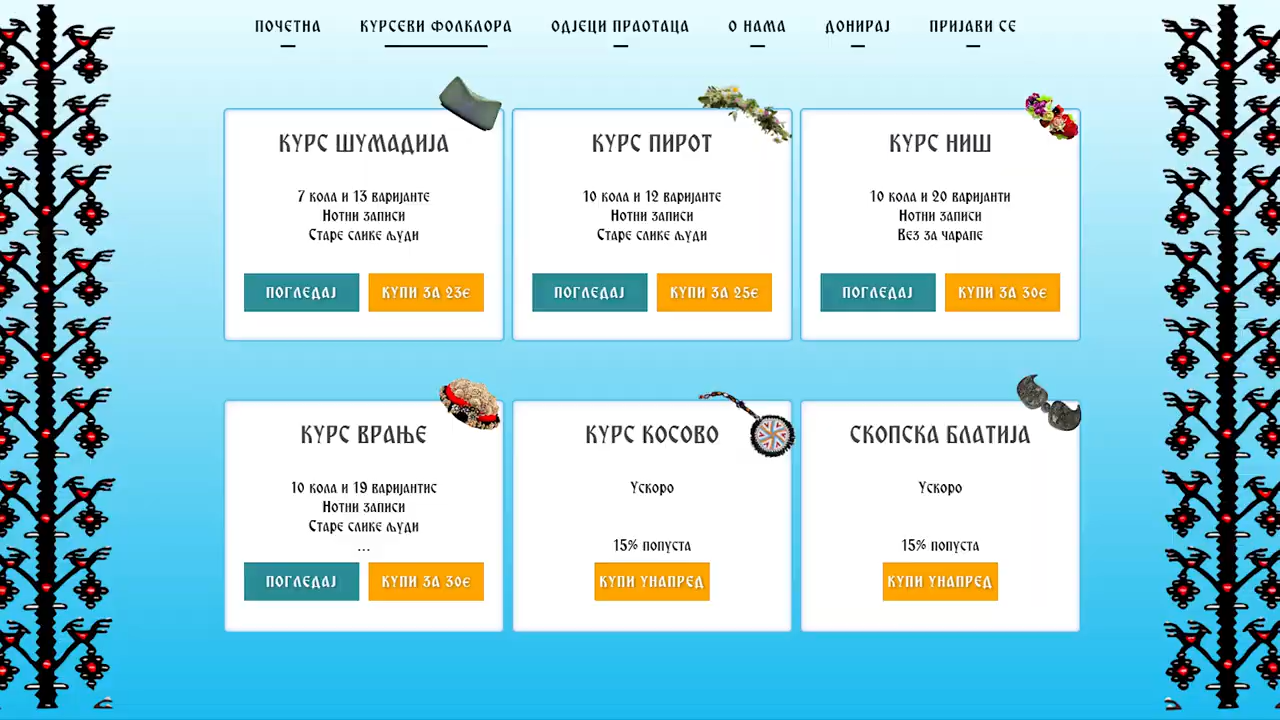 ПОЧЕТНА КУРСЕВИ ФОЛКЛОРА ОДЈЕЦИ ПРАОТАЦА О НАМА ДОНИРАЈ ПРИЈАВИ СЕ
КУРС ШУМАДИЈА
7 кола и 13 варијанте
Нотни записи
Старе слике људи
ПОГЛЕДАЈ КУПИ ЗА 23€
КУРС ПИРОТ
10 кола и 12 варијанте
Нотни записи
Старе слике људи
ПОГЛЕДАЈ КУПИ ЗА 25€
КУРС НИШ
10 кола и 20 варијанти
Нотни записи
Вез за чарапе
ПОГЛЕДАЈ КУПИ ЗА 30€
КУРС ВРАЊЕ
10 кола и 19 варијантис
Нотни записи
Старе слике људи
...
ПОГЛЕДАЈ КУПИ ЗА 30€
КУРС КОСОВО
Ускоро
15% попуста
КУПИ УНАПРЕД
СКОПСКА БЛАТИЈА
Ускоро
15% попуста
КУПИ УНАПРЕД